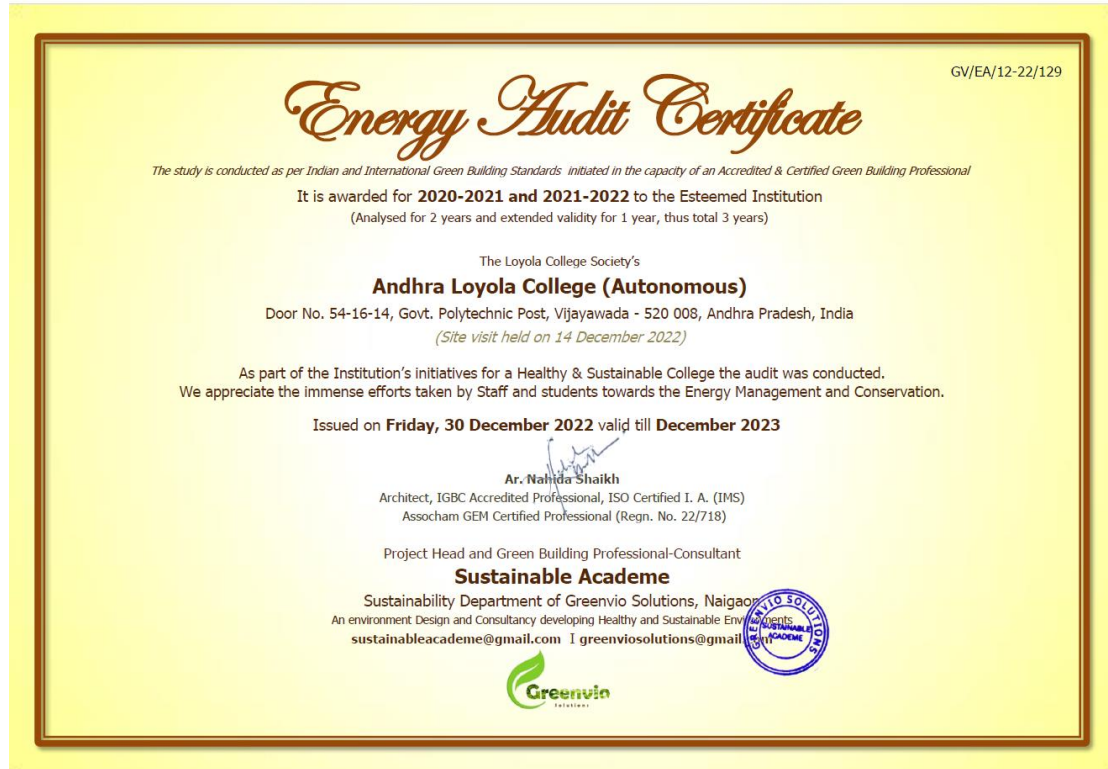 GV/EA/12-22/129
Energy Audit Certificate
The study is conducted as per Indian and International Green Building Standards initiated in the capacity of an Accredited & Certified Green Building Professional
It is awarded for 2020-2021 and 2021-2022 to the Esteemed Institution
(Analysed for 2 years and extended validity for 1 year, thus total 3 years)
The Loyola College Society's
Andhra Loyola College (Autonomous)
Door No. 54-16-14, Govt. Polytechnic Post, Vijayawada - 520 008, Andhra Pradesh, India
(Site visit held on 14 December 2022)
As part of the Institution's initiatives for a Healthy & Sustainable College the audit was conducted.
We appreciate the immense efforts taken by Staff and students towards the Energy Management and Conservation.
Issued on Friday, 30 December 2022 valid till December 2023
Ar. Nahida Shaikh
Architect, IGBC Accredited Professional, ISO Certified I. A. (IMS)
Assocham GEM Certified Professional (Regn. No. 22/718)
Project Head and Green Building Professional-Consultant
Sustainable Academe
Sustainability Department of Greenvio Solutions, Naigaon
An environment Design and Consultancy developing Healthy and Sustainable Environments
sustainableacademe@gmail.com I greenviosolutions@gmail.com
GREENVIO SOLUTIONS
SUSTAINABLE
ACADEME
Greenvio
Solutions